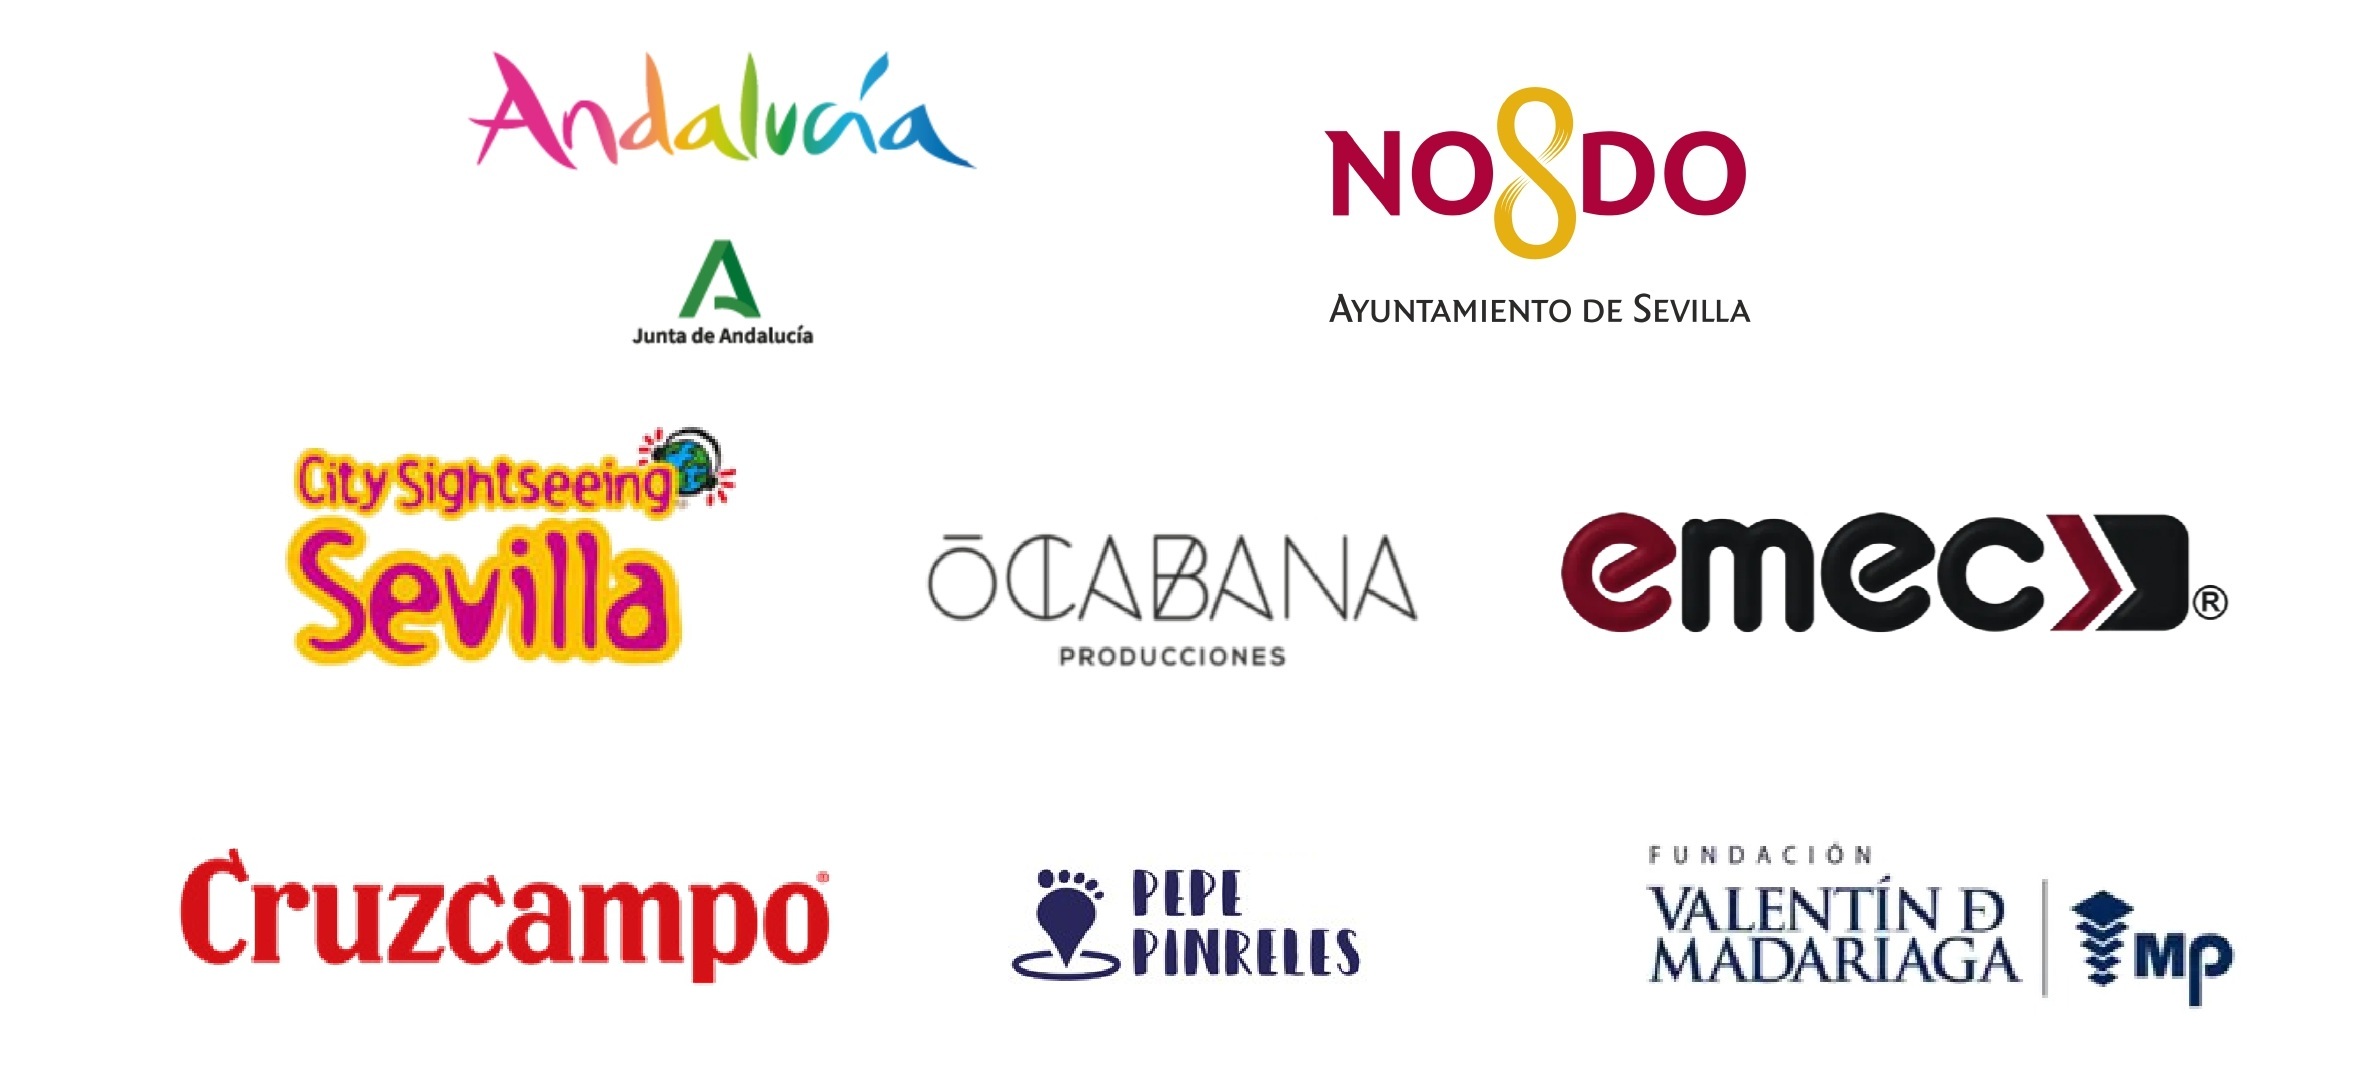 Andalucía
Junta de Andalucía
NO8DO
AYUNTAMIENTO DE SEVILLA
City Sightseeing
Sevilla
ŌCABANA
PRODUCCIONES
emec®
Cruzcampo®
PEPE
PINRELES
FUNDACIÓN
VALENTÍN DE
MADARIAGA
MP